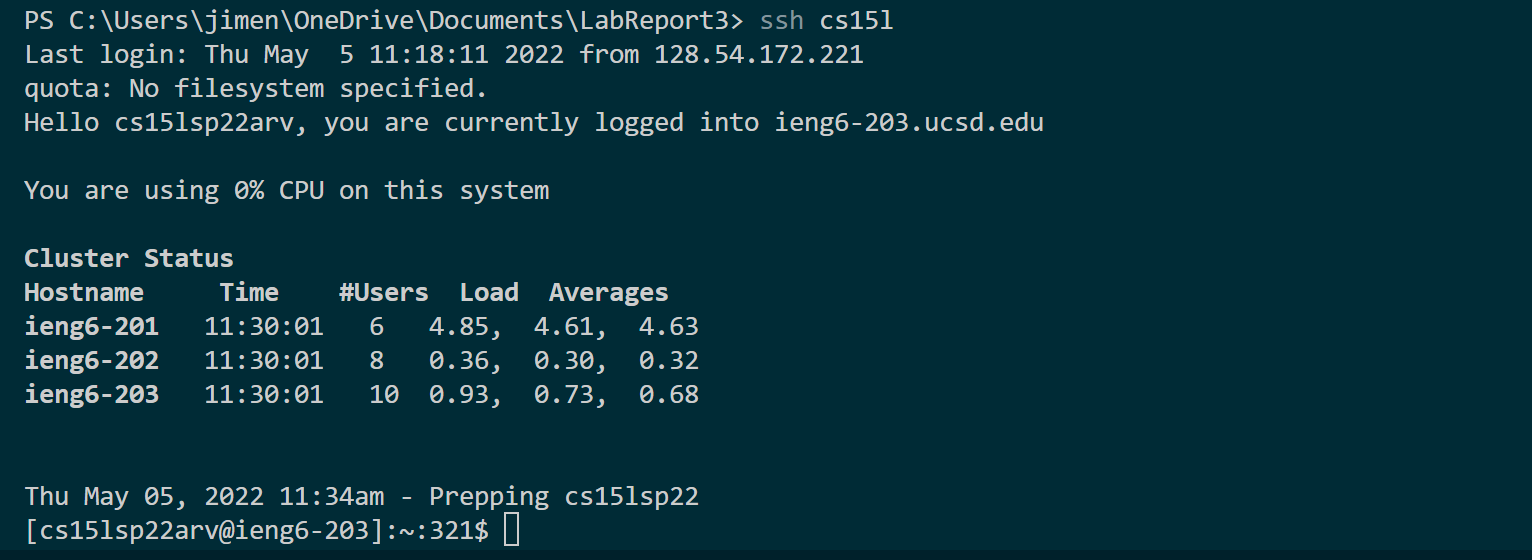 PS C:\Users\jimen\OneDrive\Documents\LabReport3> ssh cs15l
Last login: Thu May  5 11:18:11 2022 from 128.54.172.221
quota: No filesystem specified.
Hello cs15lsp22arv, you are currently logged into ieng6-203.ucsd.edu
You are using 0% CPU on this system
Cluster Status
Hostname     Time    #Users  Load  Averages
ieng6-201   11:30:01   6   4.85,  4.61,  4.63
ieng6-202   11:30:01   8   0.36,  0.30,  0.32
ieng6-203   11:30:01   10  0.93,  0.73,  0.68
Thu May 05, 2022 11:34am - Prepping cs15lsp22
[cs15lsp22arv@ieng6-203]:~:321$